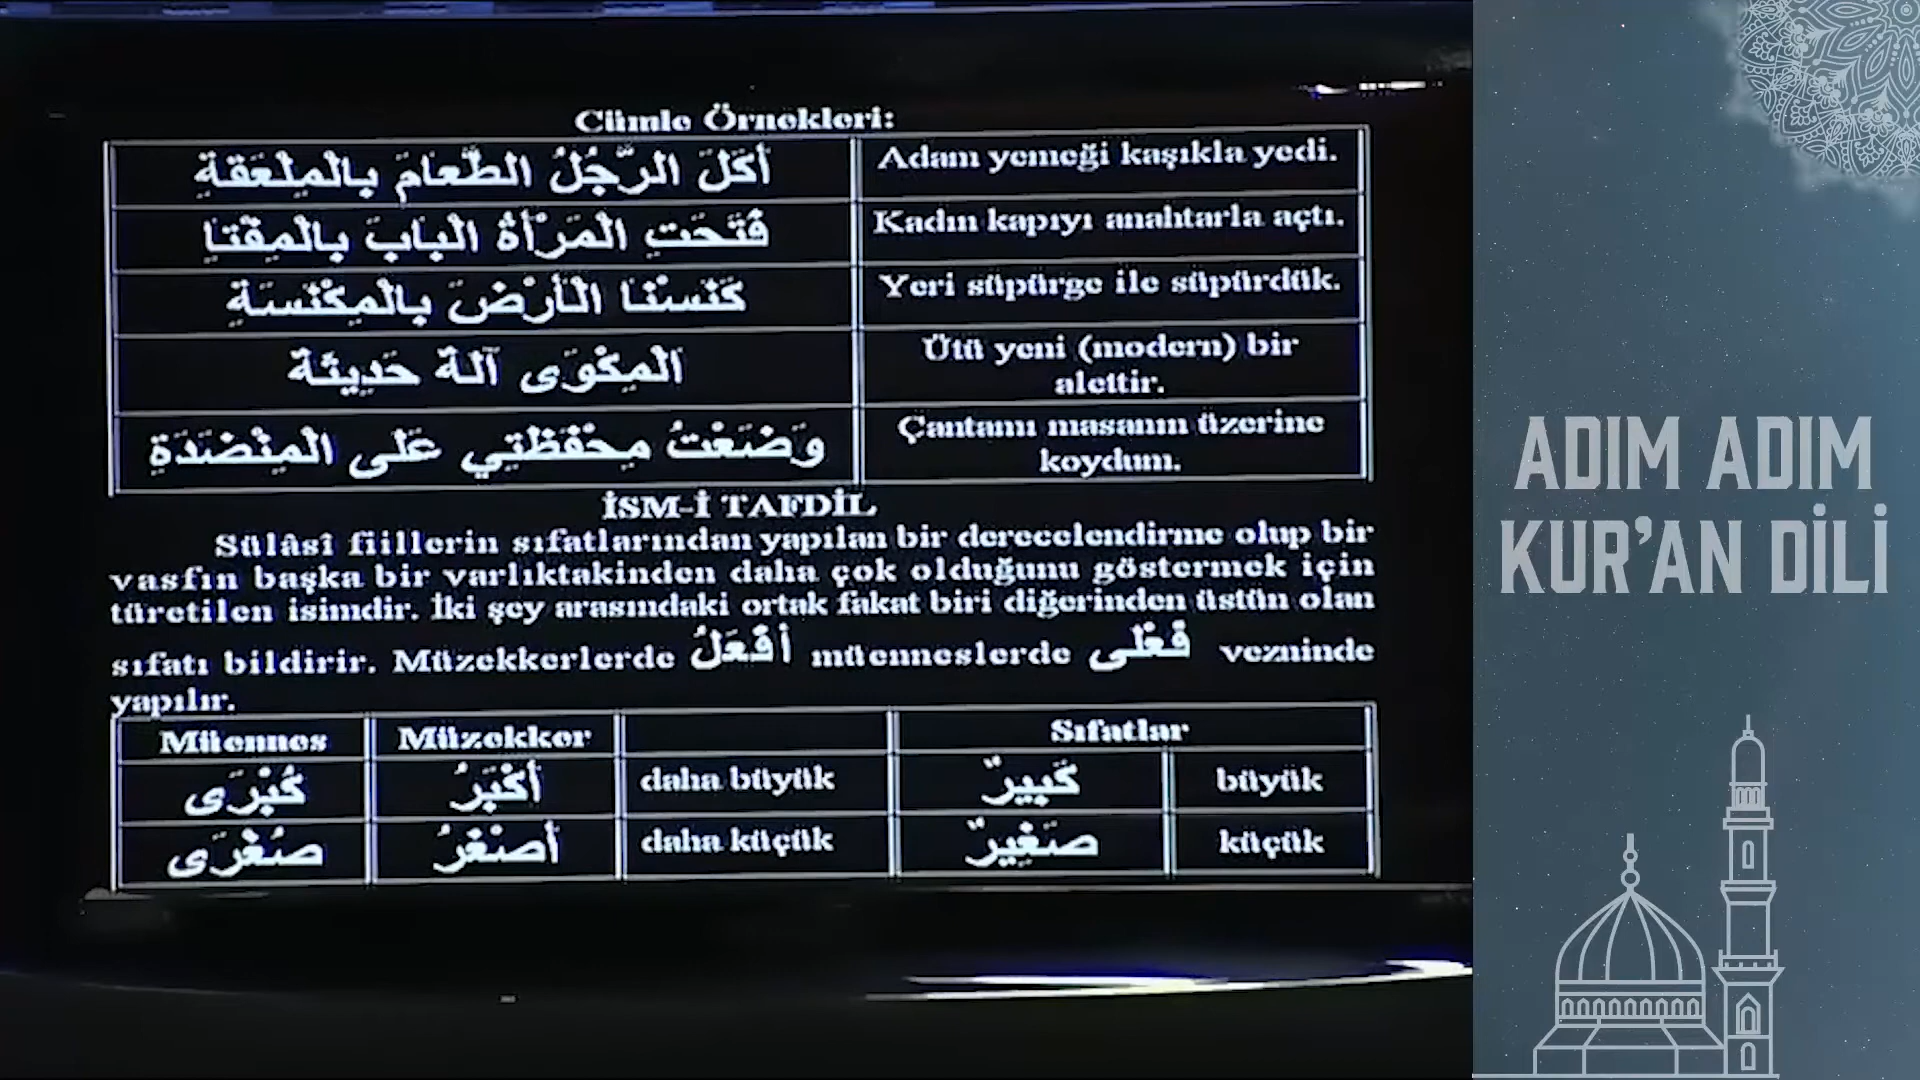 Cümle Örnekleri:
أَكَلَ الرَّجُلُ الطَّعَامَ بِالْمِلْعَقَةِ
Adam yemeği kaşıkla yedi.
فَتَحَتِ الْمَرْأَةُ الْبَابَ بِالْمِفْتَا
Kadın kapıyı anahtarla açtı.
كَنَسْنَا الْأَرْضَ بِالْمِكْنَسَةِ
Yeri süpürge ile süpürdük.
الْمِكْوَى آلَةٌ حَدِيثَةٌ
Ütü yeni (modern) bir
alettir.
وَضَعْتُ مِحْفَظَتِي عَلَى الْمِنْضَدَةِ
Çantamı masanın üzerine
koydum.
İSM-İ TAFDİL
Sülâsî fiillerin sıfatlarından yapılan bir derecelendirme olup bir
vasfın başka bir varlıktakinden daha çok olduğunu göstermek için
türetilen isimdir. İki şey arasındaki ortak fakat biri diğerinden üstün olan
sıfatı bildirir. Müzekkerlerde أَفْعَلُ müenneslerde فُعْلَى vezninde
yapılır.
Müennes Müzekker Sıfatlar
كُبْرَى أَكْبَرُ daha büyük كَبِيرٌ büyük
صُغْرَى أَصْغَرُ daha küçük صَغِيرٌ küçük
ADIM ADIM
KUR'AN DİLİ